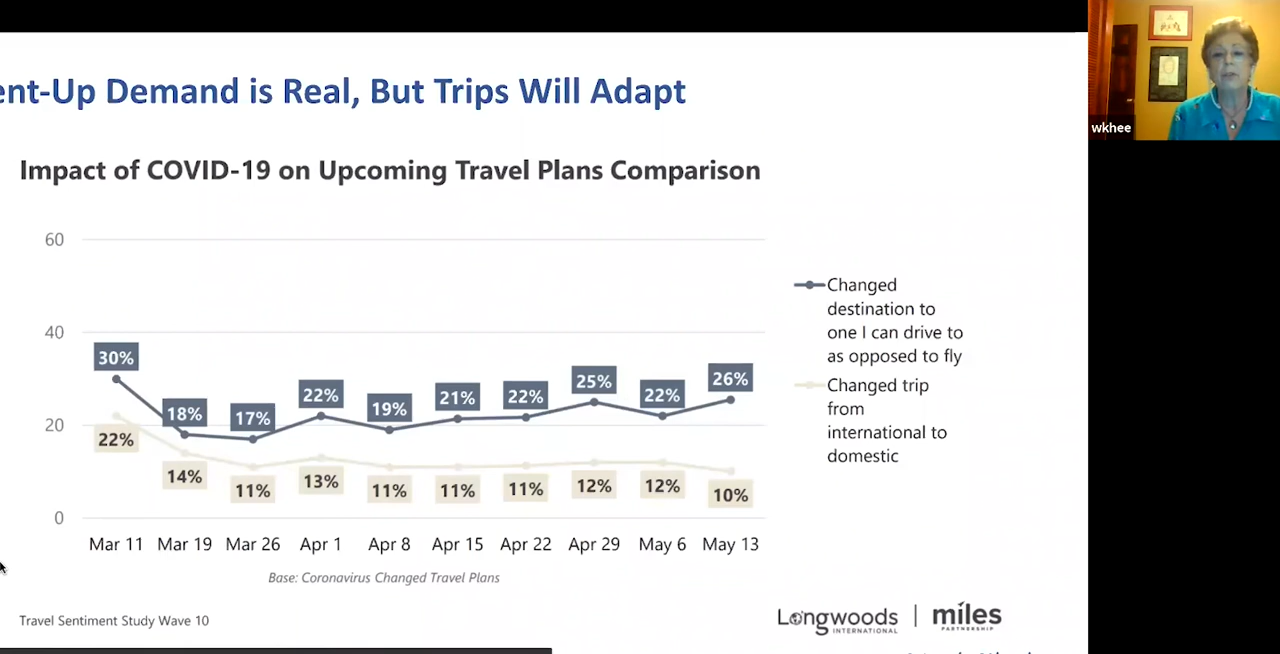 ent-Up Demand is Real, But Trips Will Adapt
wkhee
Impact of COVID-19 on Upcoming Travel Plans Comparison
60
40
20
0
30%
18%
17%
22%
19%
21%
22%
25%
22%
26%
22%
14%
11%
13%
11%
11%
11%
12%
12%
10%
Mar 11 Mar 19 Mar 26 Apr 1 Apr 8 Apr 15 Apr 22 Apr 29 May 6 May 13
Changed
destination to
one I can drive to
as opposed to fly
Changed trip
from
international to
domestic
Base: Coronavirus Changed Travel Plans
Travel Sentiment Study Wave 10
Longwoods
INTERNATIONAL
miles
PARTNERSHIP